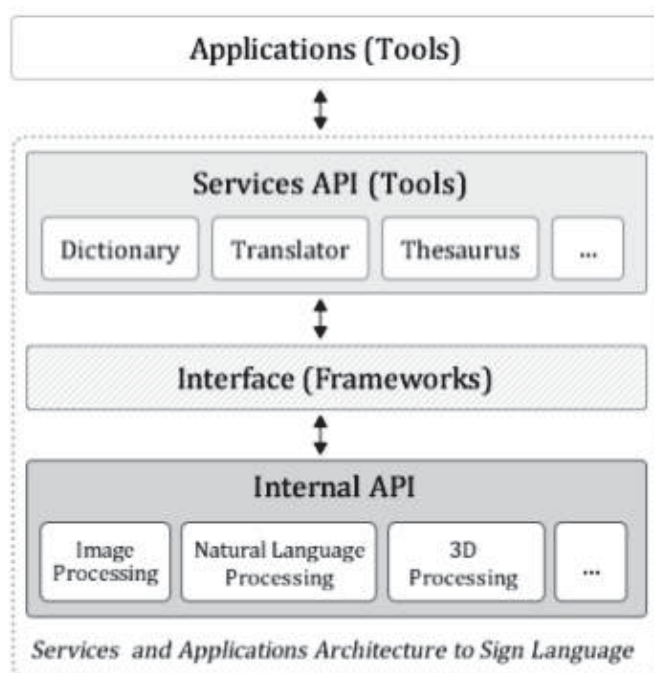 Applications (Tools)
Services API (Tools)
Dictionary
Translator
Thesaurus
...
Interface (Frameworks)
Internal API
Image
Processing
Natural Language
Processing
3D
Processing
...
Services and Applications Architecture to Sign Language